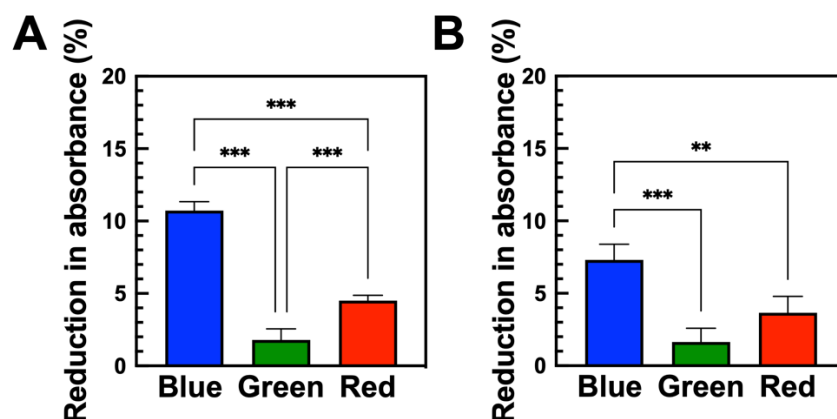 A
Reduction in absorbance (%)
20
15
10
5
0
***
***
***
Blue Green Red
B
Reduction in absorbance (%)
20
15
10
5
0
**
***
Blue Green Red